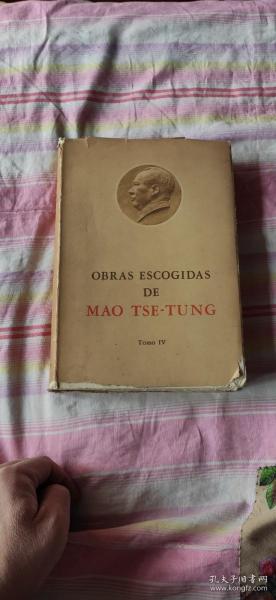 OBRAS ESCOGIDAS
DE
MAO TSE-TUNG
Tomo IV
孔夫子旧书网